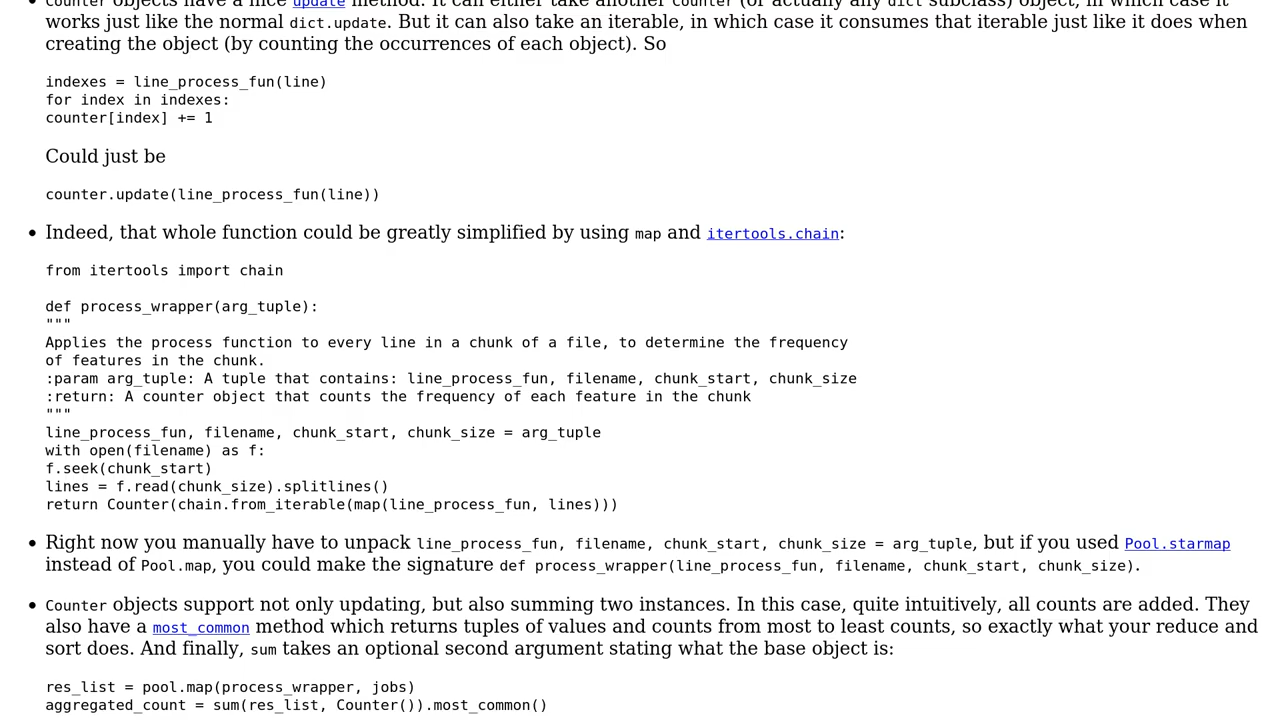 • Counter objects have a nice update method. It can either take another Counter (or actually any dict subclass) object, in which case it
works just like the normal dict.update. But it can also take an iterable, in which case it consumes that iterable just like it does when
creating the object (by counting the occurrences of each object). So
indexes = line_process_fun(line)
for index in indexes:
counter[index] += 1
Could just be
counter.update(line_process_fun(line))
• Indeed, that whole function could be greatly simplified by using map and itertools.chain:
from itertools import chain
def process_wrapper(arg_tuple):
"""
Applies the process function to every line in a chunk of a file, to determine the frequency
of features in the chunk.
:param arg_tuple: A tuple that contains: line_process_fun, filename, chunk_start, chunk_size
:return: A counter object that counts the frequency of each feature in the chunk
"""
line_process_fun, filename, chunk_start, chunk_size = arg_tuple
with open(filename) as f:
f.seek(chunk_start)
lines = f.read(chunk_size).splitlines()
return Counter(chain.from_iterable(map(line_process_fun, lines)))
• Right now you manually have to unpack line_process_fun, filename, chunk_start, chunk_size = arg_tuple, but if you used Pool.starmap
instead of Pool.map, you could make the signature def process_wrapper(line_process_fun, filename, chunk_start, chunk_size).
• Counter objects support not only updating, but also summing two instances. In this case, quite intuitively, all counts are added. They
also have a most_common method which returns tuples of values and counts from most to least counts, so exactly what your reduce and
sort does. And finally, sum takes an optional second argument stating what the base object is:
res_list = pool.map(process_wrapper, jobs)
aggregated_count = sum(res_list, Counter()).most_common()